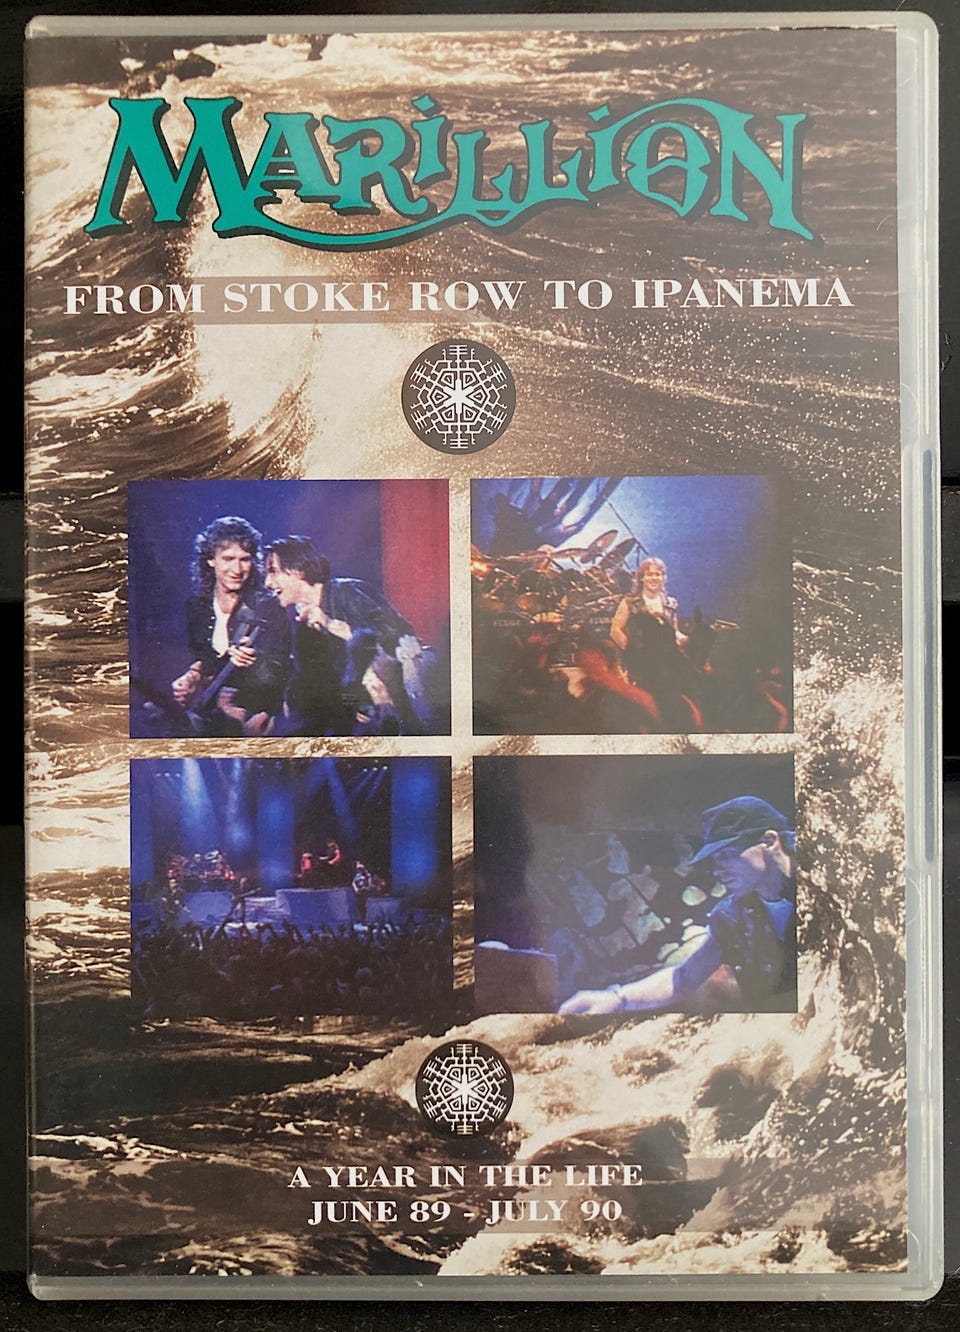 MARILLION
FROM STOKE ROW TO IPANEMA
A YEAR IN THE LIFE
JUNE 89 - JULY 90